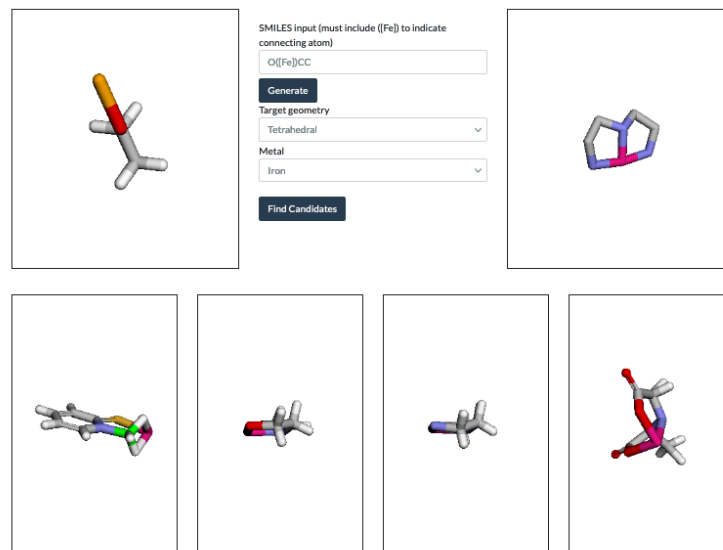 SMILES input (must include ([Fe]) to indicate
connecting atom)
O([Fe])CC
Generate
Target geometry
Tetrahedral
Metal
Iron
Find Candidates